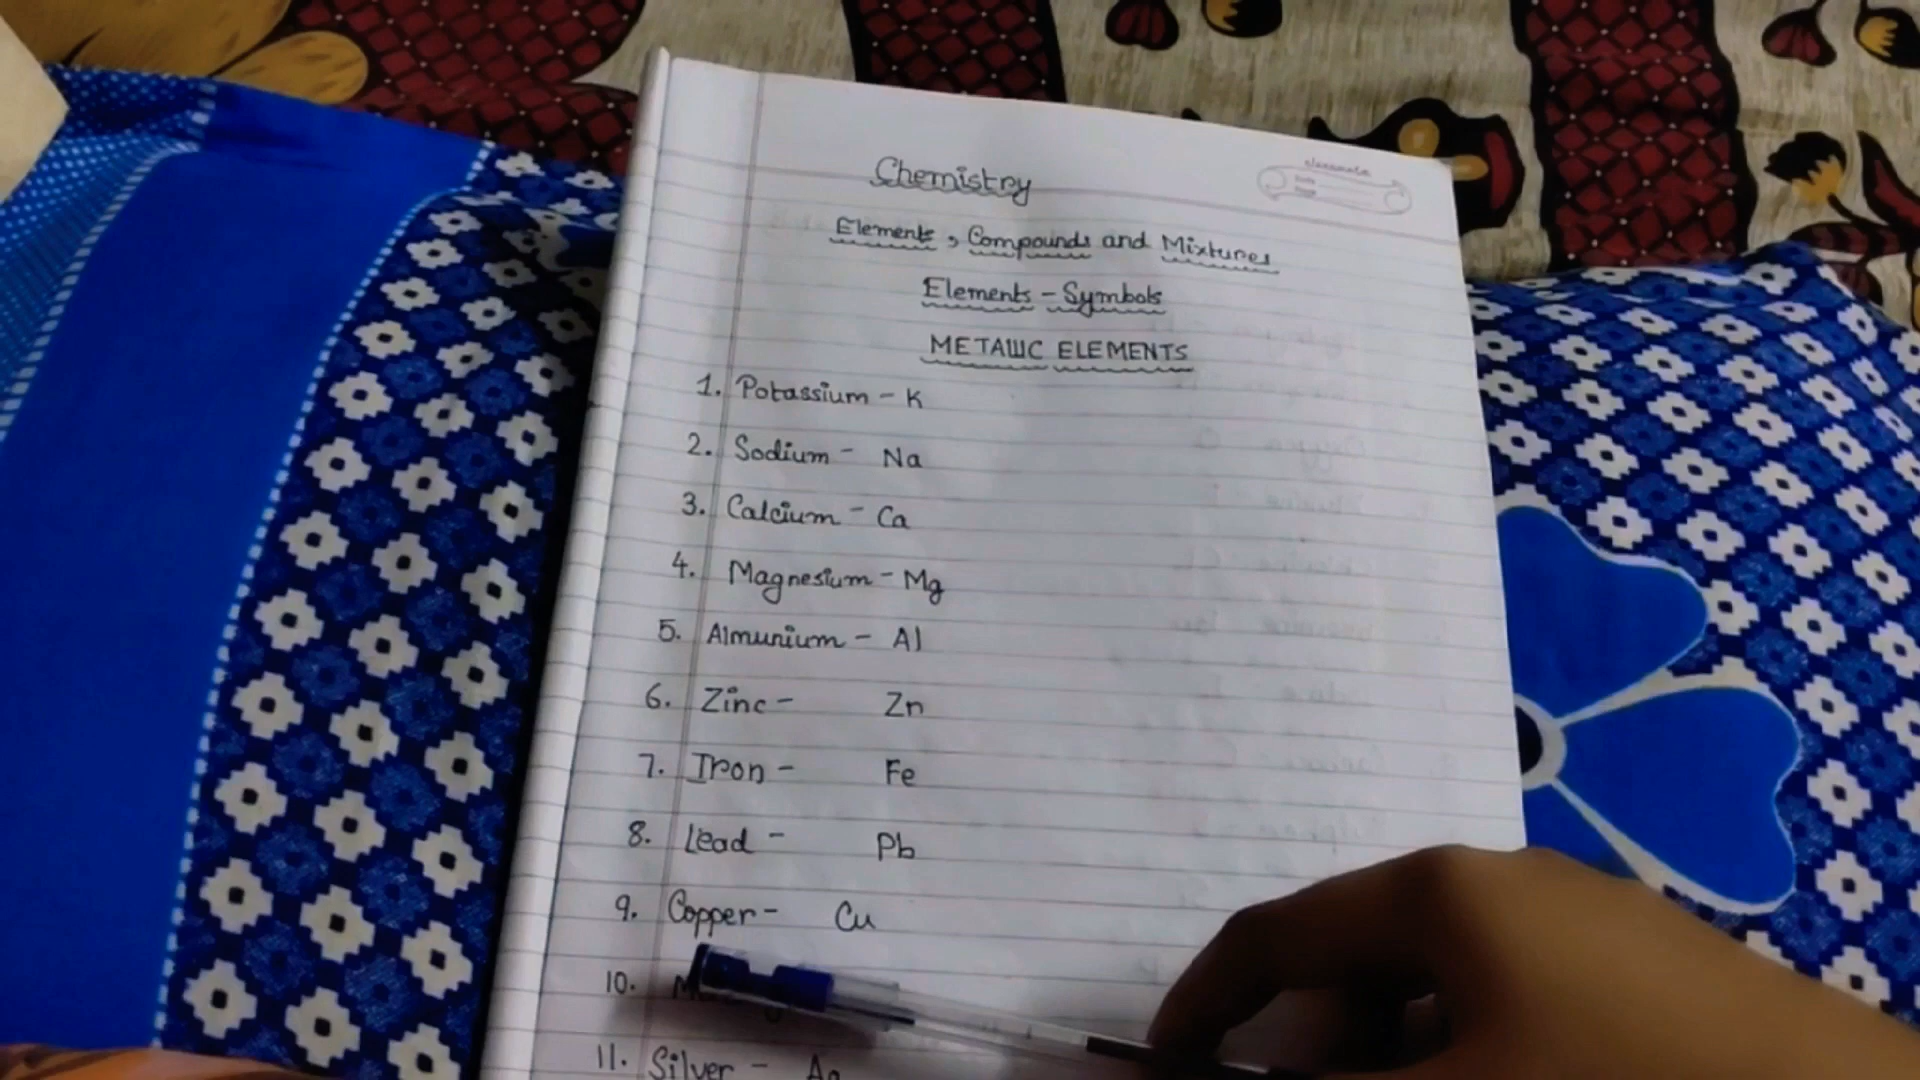 Chemistry
Elements, Compounds and Mixtures
Elements - Symbols
METALLIC ELEMENTS
1. Potassium - K
2. Sodium - Na
3. Calcium - Ca
4. Magnesium - Mg
5. Almunium - Al
6. Zinc - Zn
7. Iron - Fe
8. Lead - Pb
9. Copper - Cu
10.
11. Silver - Ag